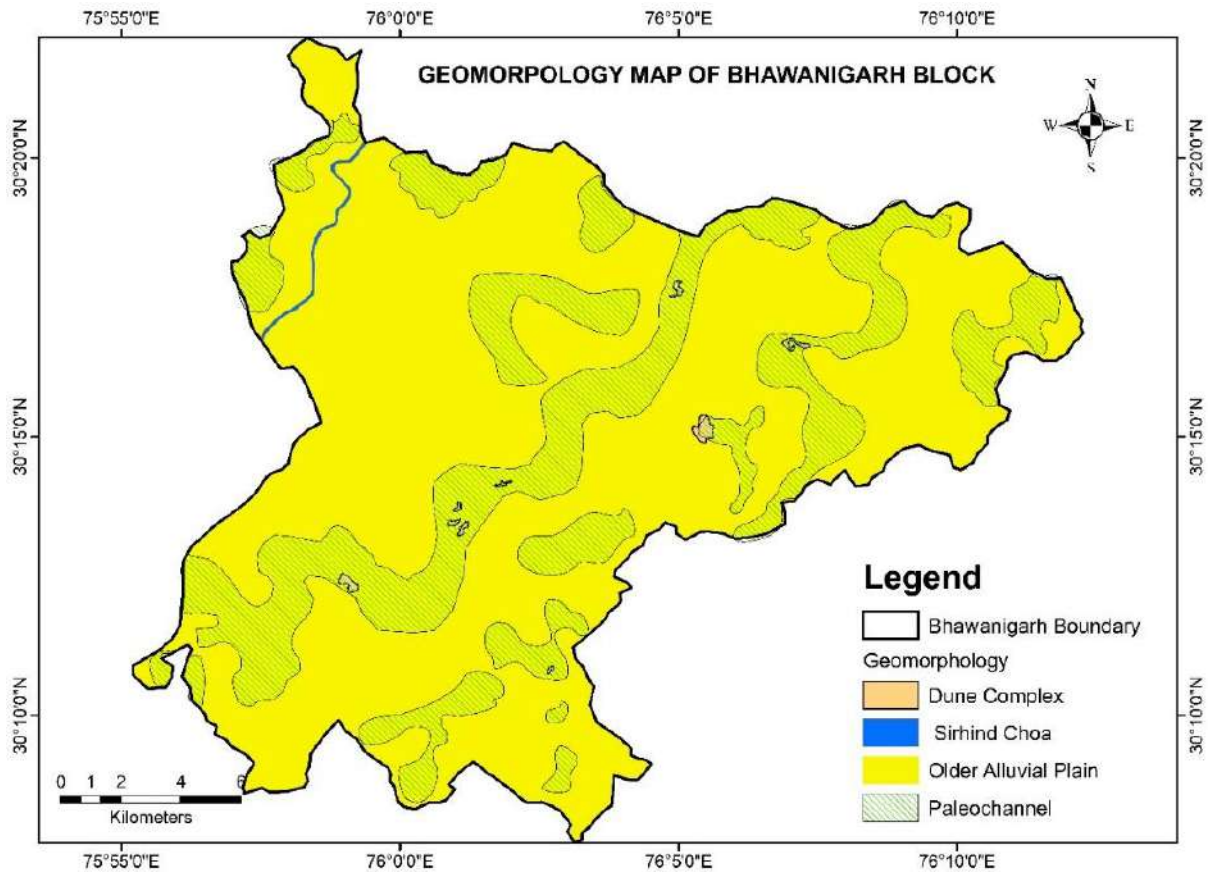 75°55'0"E 76°0'0"E 76°5'0"E 76°10'0"E
GEOMORPOLOGY MAP OF BHAWANIGARH BLOCK
N
W E
S
30°20'0"N 30°20'0"N
30°15'0"N 30°15'0"N
30°10'0"N 30°10'0"N
Legend
Bhawanigarh Boundary
Geomorphology
Dune Complex
Sirhind Choa
Older Alluvial Plain
Paleochannel
0 1 2 4 6
Kilometers
75°55'0"E 76°0'0"E 76°5'0"E 76°10'0"E